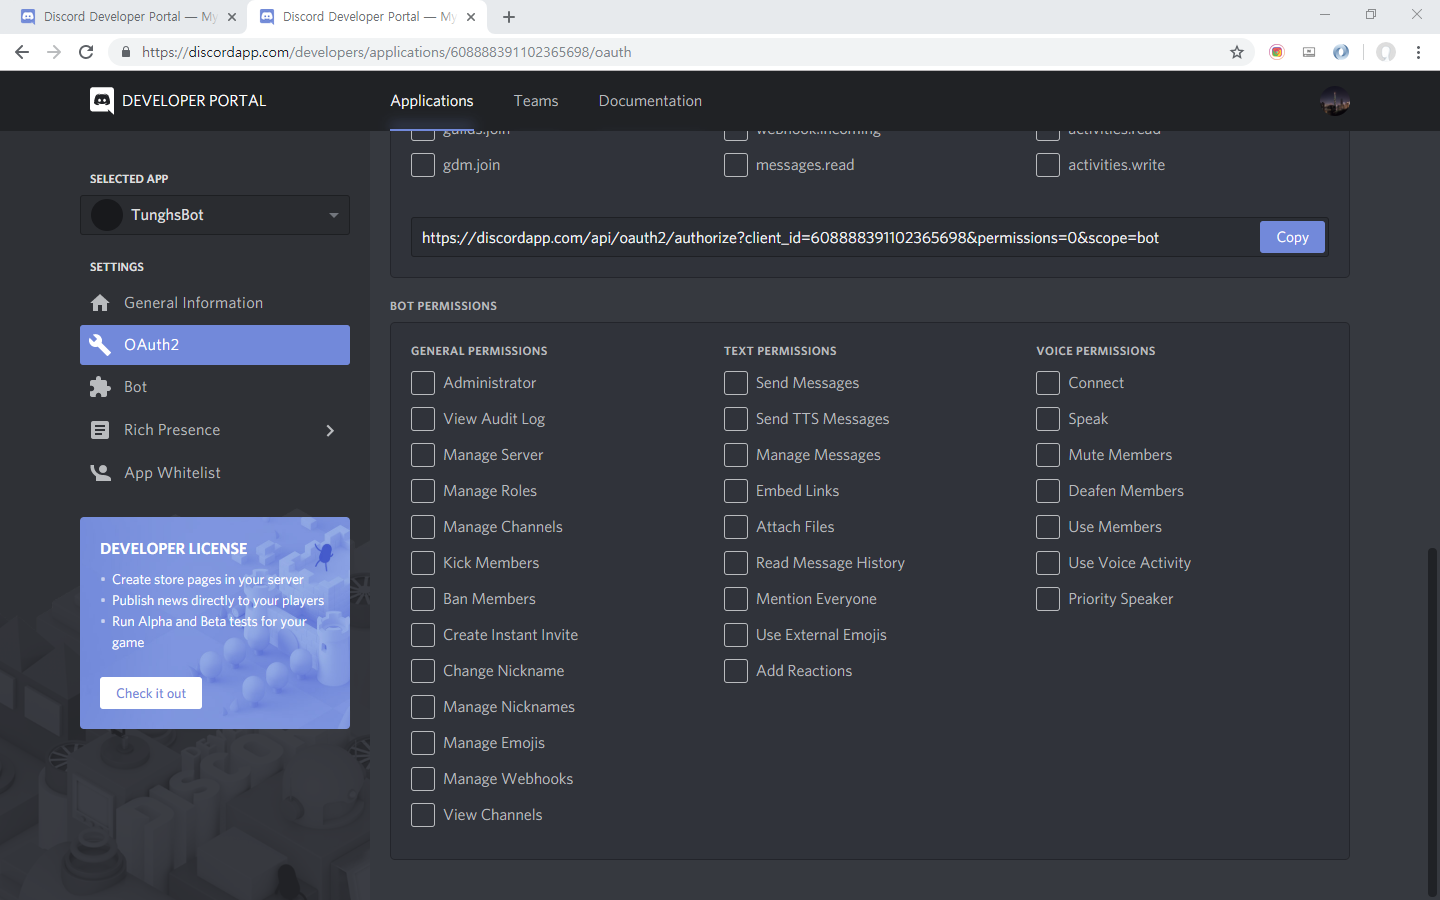 Discord Developer Portal — My
Discord Developer Portal — My
https://discordapp.com/developers/applications/608888391102365698/oauth
DEVELOPER PORTAL
Applications
Teams
Documentation
SELECTED APP
TunghsBot
SETTINGS
General Information
OAuth2
Bot
Rich Presence
App Whitelist
DEVELOPER LICENSE
• Create store pages in your server
• Publish news directly to your players
• Run Alpha and Beta tests for your
game
Check it out
guilds.join
webhook.incoming
activities.read
gdm.join
messages.read
activities.write
https://discordapp.com/api/oauth2/authorize?client_id=608888391102365698&permissions=0&scope=bot
Copy
BOT PERMISSIONS
GENERAL PERMISSIONS
Administrator
View Audit Log
Manage Server
Manage Roles
Manage Channels
Kick Members
Ban Members
Create Instant Invite
Change Nickname
Manage Nicknames
Manage Emojis
Manage Webhooks
View Channels
TEXT PERMISSIONS
Send Messages
Send TTS Messages
Manage Messages
Embed Links
Attach Files
Read Message History
Mention Everyone
Use External Emojis
Add Reactions
VOICE PERMISSIONS
Connect
Speak
Mute Members
Deafen Members
Use Members
Use Voice Activity
Priority Speaker